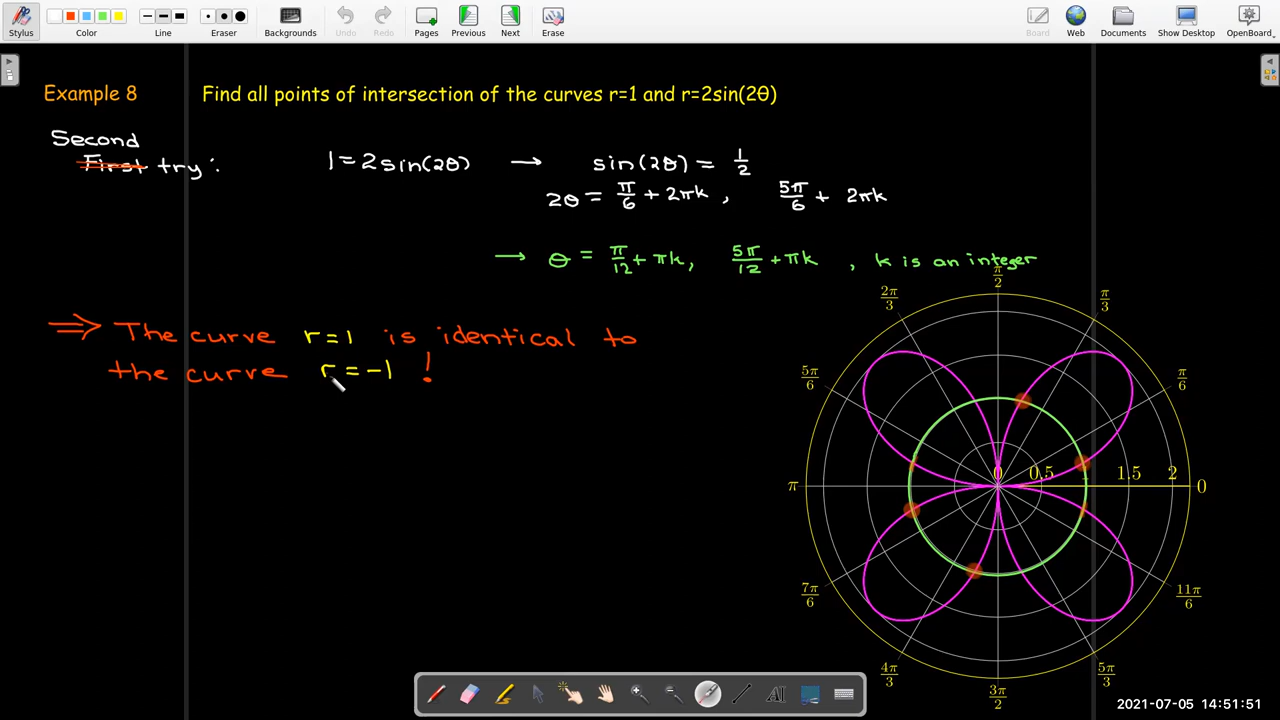 Stylus
Color
Line
Eraser
Backgrounds
Undo
Redo
Pages
Previous
Next
Erase
Board
Web
Documents
Show Desktop
OpenBoard
Example 8 Find all points of intersection of the curves r=1 and r=2sin(2θ)
Second
First try:
1 = 2sin(2θ) → sin(2θ) = 1/2
2θ = π/6 + 2πk, 5π/6 + 2πk
→ θ = π/12 + πk, 5π/12 + πk, k is an integer
⇒ The curve r = 1 is identical to
the curve r = -1 !
π/2
2π/3 π/3
5π/6 π/6
π 0 0.5 1 1.5 2 0
7π/6 11π/6
4π/3 5π/3
3π/2
AI
2021-07-05 14:51:51